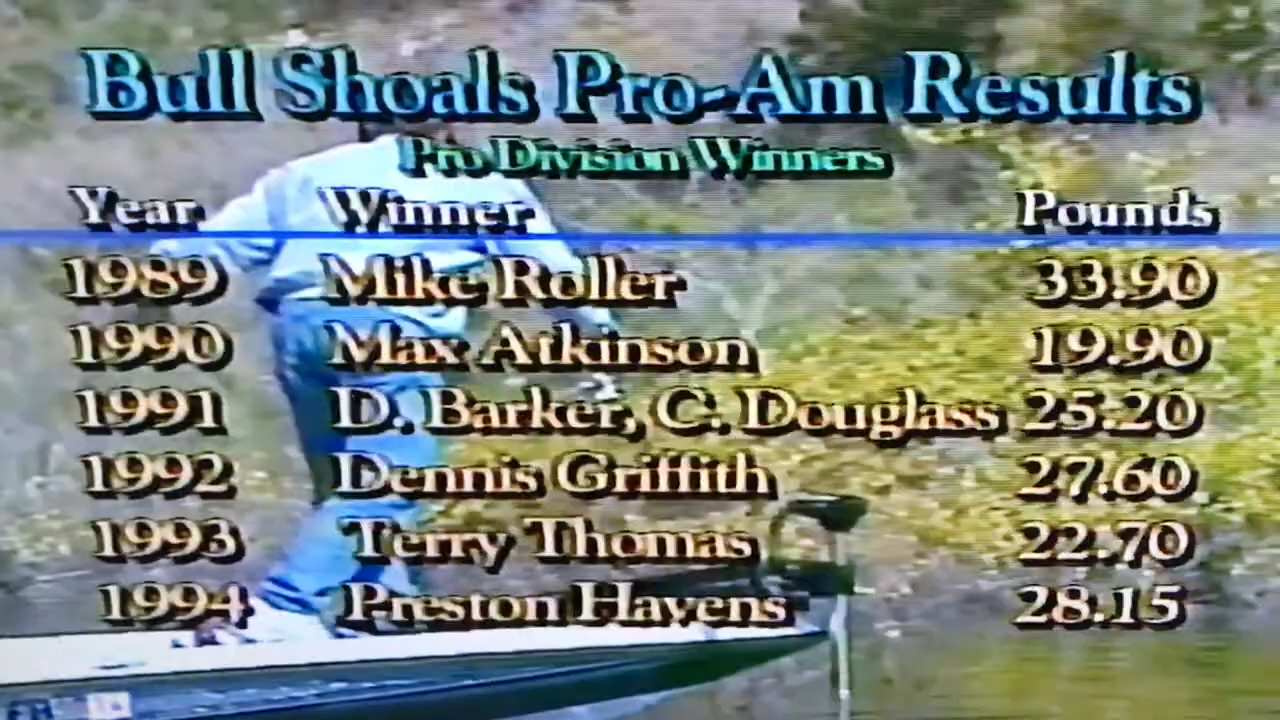 Bull Shoals Pro-Am Results
Pro Division Winners
Year Winner Pounds
1989 Mike Roller 33.90
1990 Max Atkinson 19.90
1991 D. Barker, C. Douglass 25.20
1992 Dennis Griffith 27.60
1993 Terry Thomas 22.70
1994 Preston Havens 28.15